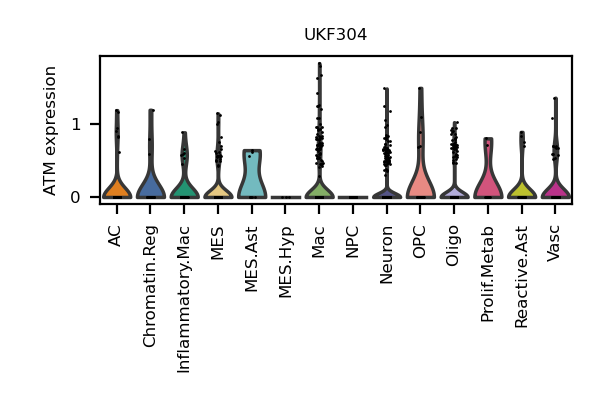 UKF304
ATM expression
1
0
AC
Chromatin.Reg
Inflammatory.Mac
MES
MES.Ast
MES.Hyp
Mac
NPC
Neuron
OPC
Oligo
Prolif.Metab
Reactive.Ast
Vasc